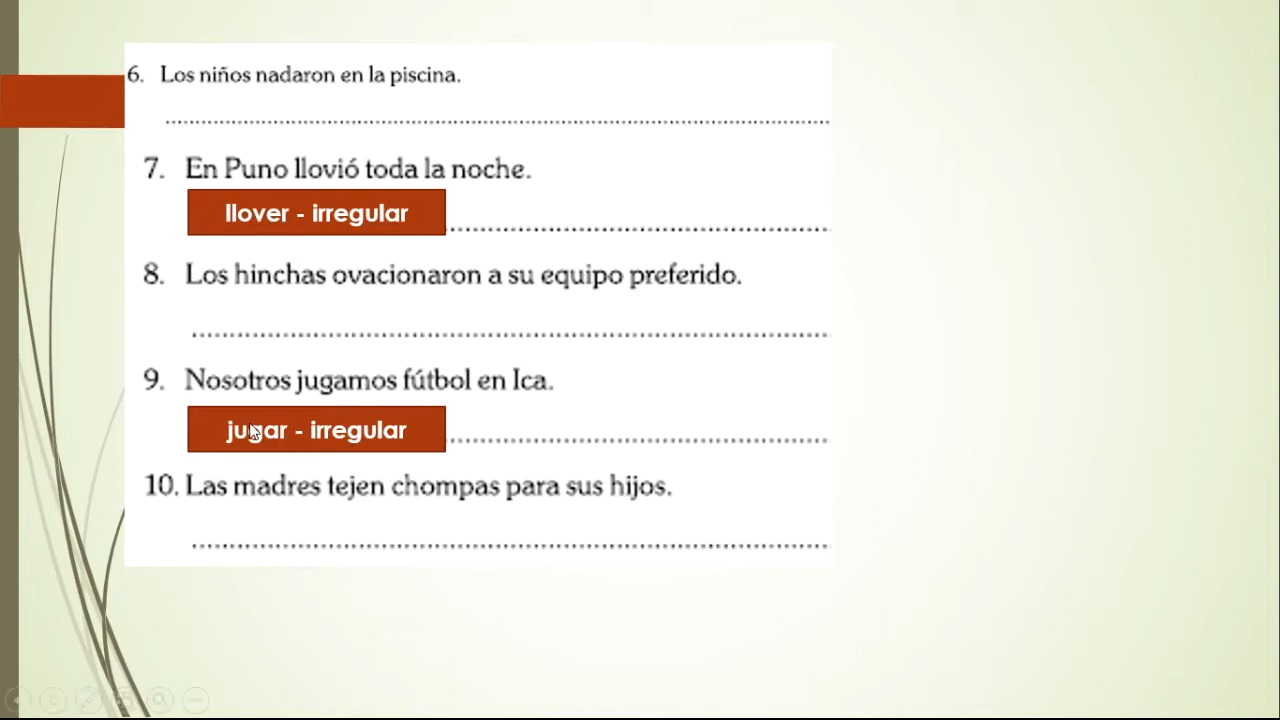 6. Los niños nadaron en la piscina.
7. En Puno llovió toda la noche.
llover - irregular
8. Los hinchas ovacionaron a su equipo preferido.
9. Nosotros jugamos fútbol en Ica.
jugar - irregular
10. Las madres tejen chompas para sus hijos.